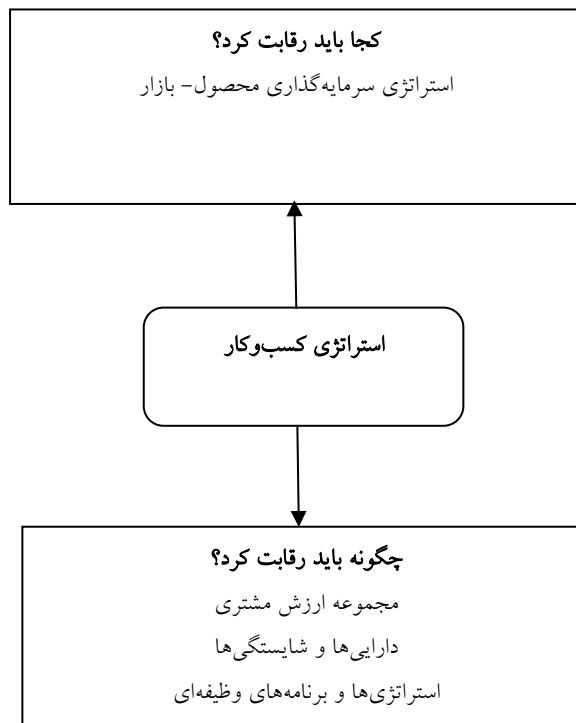 کجا باید رقابت کرد؟
استراتژی سرمایه‌گذاری محصول- بازار
استراتژی کسب‌وکار
چگونه باید رقابت کرد؟
مجموعه ارزش مشتری
دارایی‌ها و شایستگی‌ها
استراتژی‌ها و برنامه‌های وظیفه‌ای